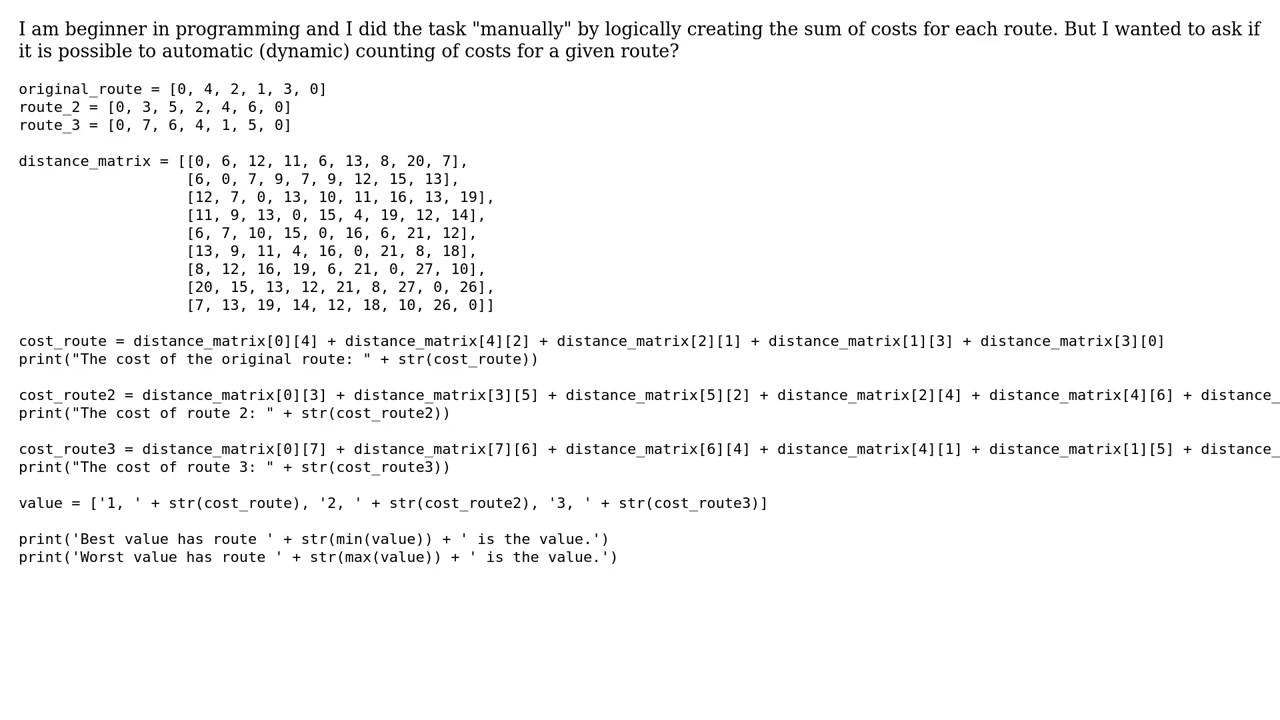 I am beginner in programming and I did the task "manually" by logically creating the sum of costs for each route. But I wanted to ask if
it is possible to automatic (dynamic) counting of costs for a given route?
original_route = [0, 4, 2, 1, 3, 0]
route_2 = [0, 3, 5, 2, 4, 6, 0]
route_3 = [0, 7, 6, 4, 1, 5, 0]
distance_matrix = [[0, 6, 12, 11, 6, 13, 8, 20, 7],
[6, 0, 7, 9, 7, 9, 12, 15, 13],
[12, 7, 0, 13, 10, 11, 16, 13, 19],
[11, 9, 13, 0, 15, 4, 19, 12, 14],
[6, 7, 10, 15, 0, 16, 6, 21, 12],
[13, 9, 11, 4, 16, 0, 21, 8, 18],
[8, 12, 16, 19, 6, 21, 0, 27, 10],
[20, 15, 13, 12, 21, 8, 27, 0, 26],
[7, 13, 19, 14, 12, 18, 10, 26, 0]]
cost_route = distance_matrix[0][4] + distance_matrix[4][2] + distance_matrix[2][1] + distance_matrix[1][3] + distance_matrix[3][0]
print("The cost of the original route: " + str(cost_route))
cost_route2 = distance_matrix[0][3] + distance_matrix[3][5] + distance_matrix[5][2] + distance_matrix[2][4] + distance_matrix[4][6] + distance_
print("The cost of route 2: " + str(cost_route2))
cost_route3 = distance_matrix[0][7] + distance_matrix[7][6] + distance_matrix[6][4] + distance_matrix[4][1] + distance_matrix[1][5] + distance_
print("The cost of route 3: " + str(cost_route3))
value = ['1, ' + str(cost_route), '2, ' + str(cost_route2), '3, ' + str(cost_route3)]
print('Best value has route ' + str(min(value)) + ' is the value.')
print('Worst value has route ' + str(max(value)) + ' is the value.')